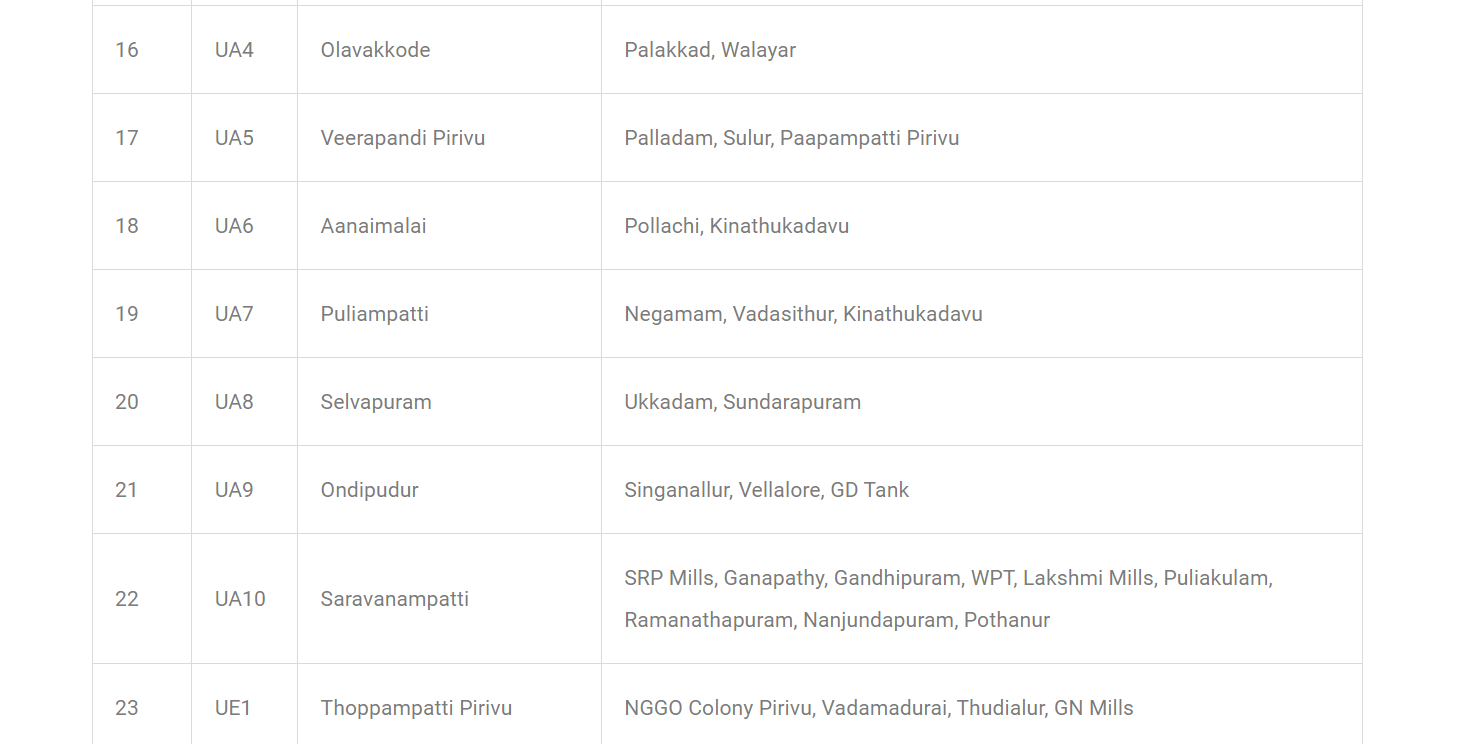 16 UA4 Olavakkode Palakkad, Walayar
17 UA5 Veerapandi Pirivu Palladam, Sulur, Paapampatti Pirivu
18 UA6 Aanaimalai Pollachi, Kinathukadavu
19 UA7 Puliampatti Negamam, Vadasithur, Kinathukadavu
20 UA8 Selvapuram Ukkadam, Sundarapuram
21 UA9 Ondipudur Singanallur, Vellalore, GD Tank
22 UA10 Saravanampatti SRP Mills, Ganapathy, Gandhipuram, WPT, Lakshmi Mills, Puliakulam,
Ramanathapuram, Nanjundapuram, Pothanur
23 UE1 Thoppampatti Pirivu NGGO Colony Pirivu, Vadamadurai, Thudialur, GN Mills